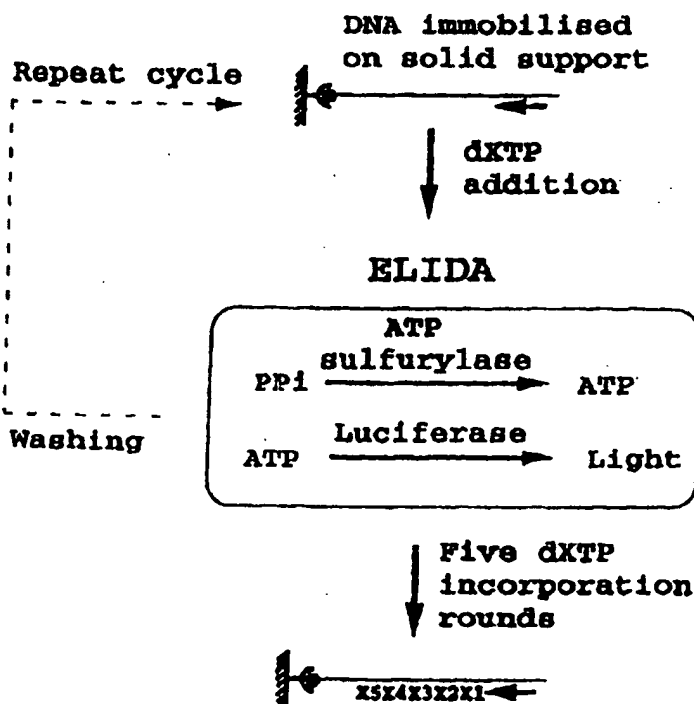 DNA immobilised
on solid support
Repeat cycle
dXTP
addition
ELIDA
ATP
sulfurylase
PPi
ATP
Luciferase
ATP
Light
Washing
Five dXTP
incorporation
rounds
X5X4X3X2X1